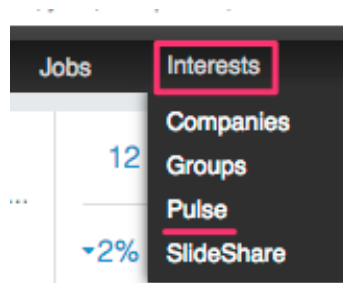 Jobs Interests
Companies
12 Groups
...
Pulse
2% SlideShare